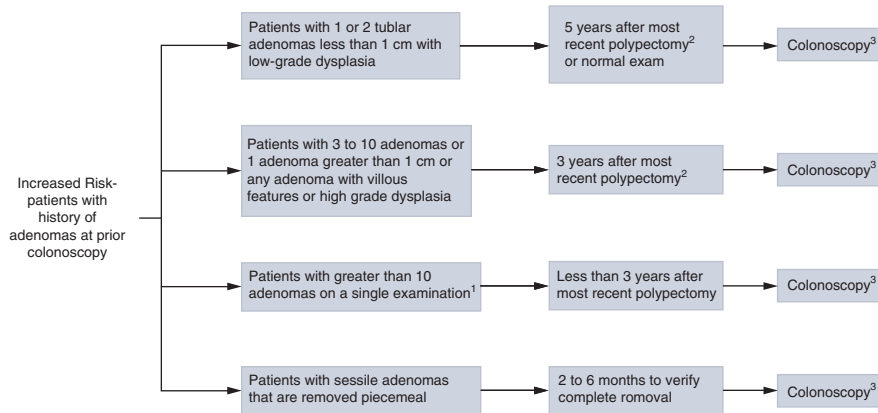 Increased Risk-
patients with
history of
adenomas at prior
colonoscopy
Patients with 1 or 2 tublar
adenomas less than 1 cm with
low-grade dysplasia
5 years after most
recent polypectomy²
or normal exam
Colonoscopy³
Patients with 3 to 10 adenomas or
1 adenoma greater than 1 cm or
any adenoma with villous
features or high grade dysplasia
3 years after most
recent polypectomy²
Colonoscopy³
Patients with greater than 10
adenomas on a single examination¹
Less than 3 years after
most recent polypectomy
Colonoscopy³
Patients with sessile adenomas
that are removed piecemeal
2 to 6 months to verify
complete romoval
Colonoscopy³